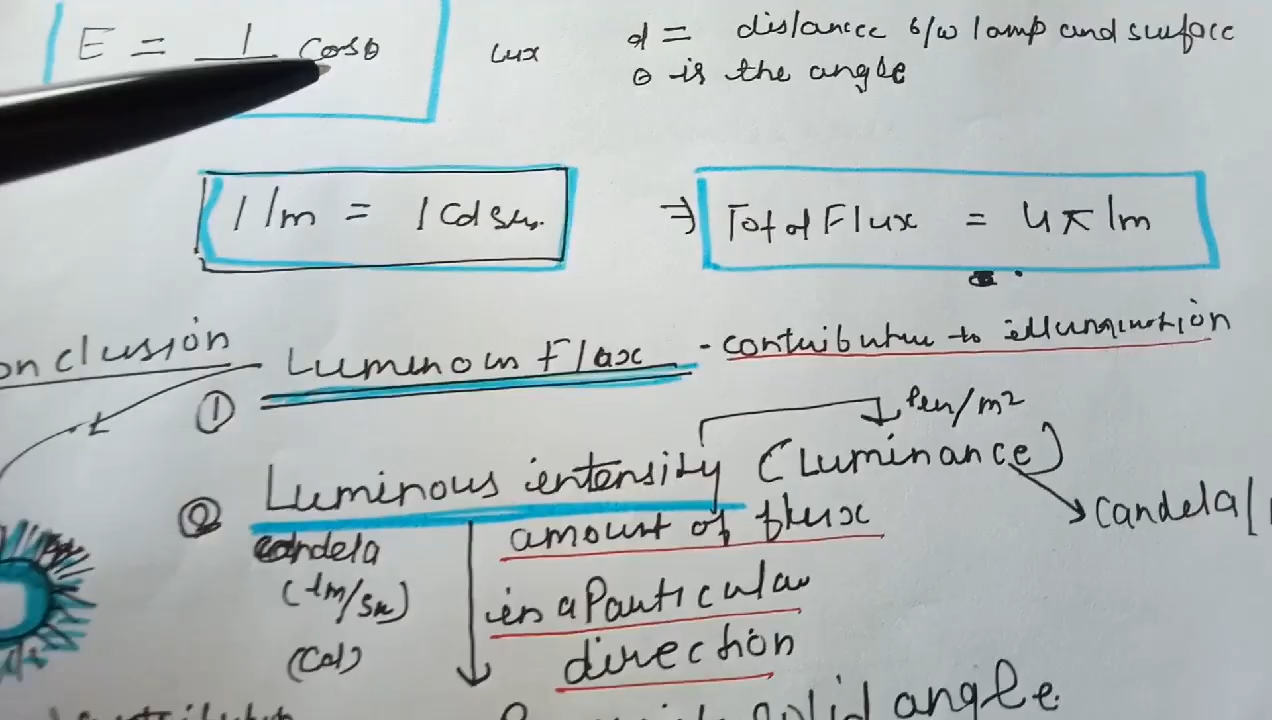 E = 1 cosθ lux
d = distance b/w lamp and surface
θ is the angle
1 lm = 1 Cd sr. ⇒ Total Flux = 4π lm
onclusion
① Luminous Flux - contributes to illumination
Per/m²
② Luminous intensity (Luminance)
candela
candela
(lm/sr)
(Cd)
amount of flux
in a Particular
direction
solid angle.